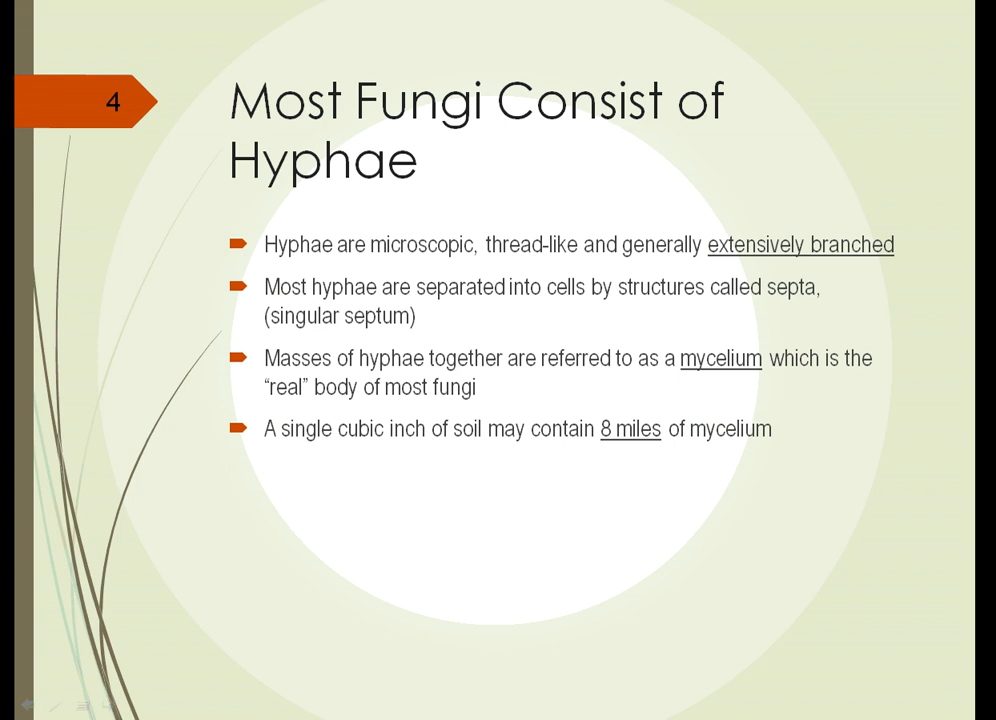 4
Most Fungi Consist of
Hyphae
Hyphae are microscopic, thread-like and generally extensively branched
Most hyphae are separated into cells by structures called septa,
(singular septum)
Masses of hyphae together are referred to as a mycelium which is the
“real” body of most fungi
A single cubic inch of soil may contain 8 miles of mycelium